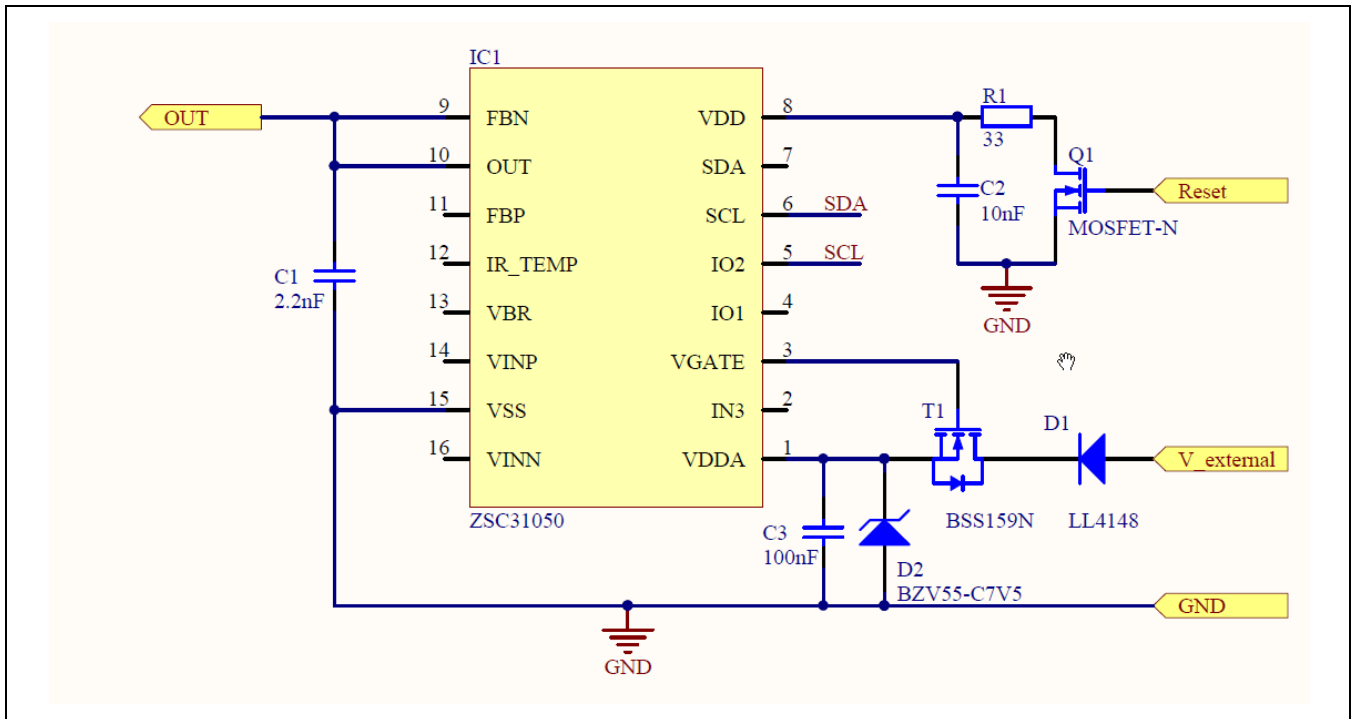 IC1
OUT
9
FBN
VDD
8
R1
33
10
OUT
SDA
7
Q1
Reset
C2
10nF
11
FBP
SCL
6
SDA
MOSFET-N
12
IR_TEMP
IO2
5
SCL
C1
2.2nF
13
VBR
IO1
4
GND
14
VINP
VGATE
3
15
VSS
IN3
2
T1
D1
16
VINN
VDDA
1
V_external
ZSC31050
C3
100nF
BSS159N
LL4148
D2
BZV55-C7V5
GND
GND